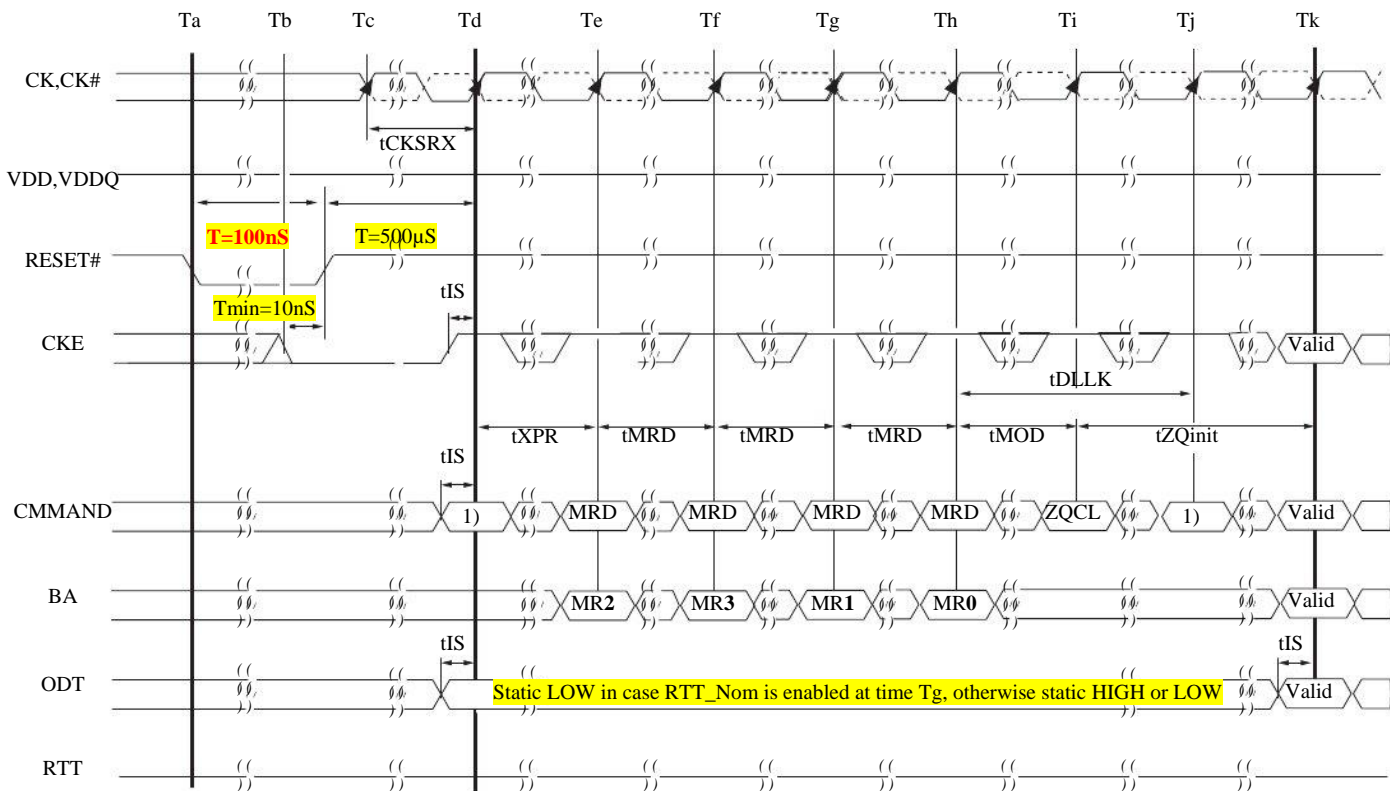 Ta Tb Tc Td Te Tf Tg Th Ti Tj Tk
CK,CK#
tCKSRX
VDD,VDDQ
T=100nS T=500µS
RESET#
Tmin=10nS tIS
CKE Valid
tDLLK
tXPR tMRD tMRD tMRD tMOD tZQinit
tIS
CMMAND 1) MRD MRD MRD MRD ZQCL 1) Valid
BA MR2 MR3 MR1 MR0 Valid
tIS tIS
ODT Static LOW in case RTT_Nom is enabled at time Tg, otherwise static HIGH or LOW Valid
RTT